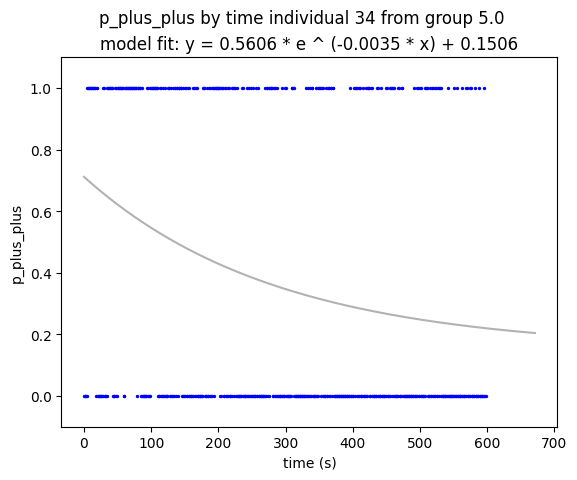 p_plus_plus by time individual 34 from group 5.0
model fit: y = 0.5606 * e ^ (-0.0035 * x) + 0.1506
1.0
0.8
0.6
0.4
0.2
0.0
p_plus_plus
0 100 200 300 400 500 600 700
time (s)